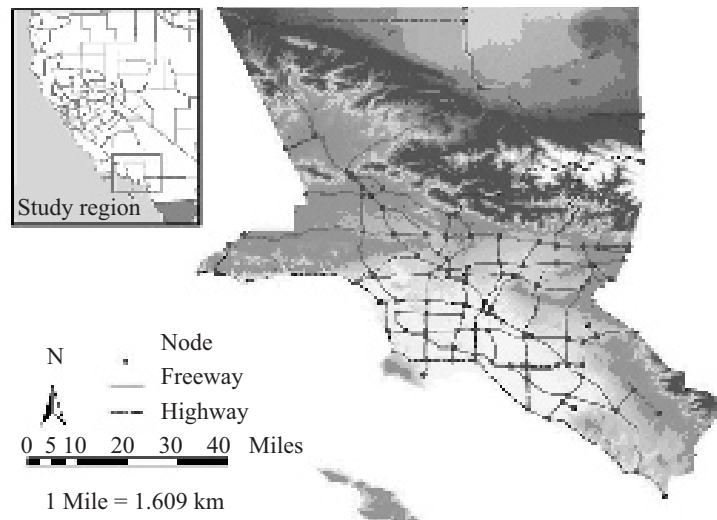 Study region
N
Node
Freeway
Highway
0 5 10 20 30 40 Miles
1 Mile = 1.609 km